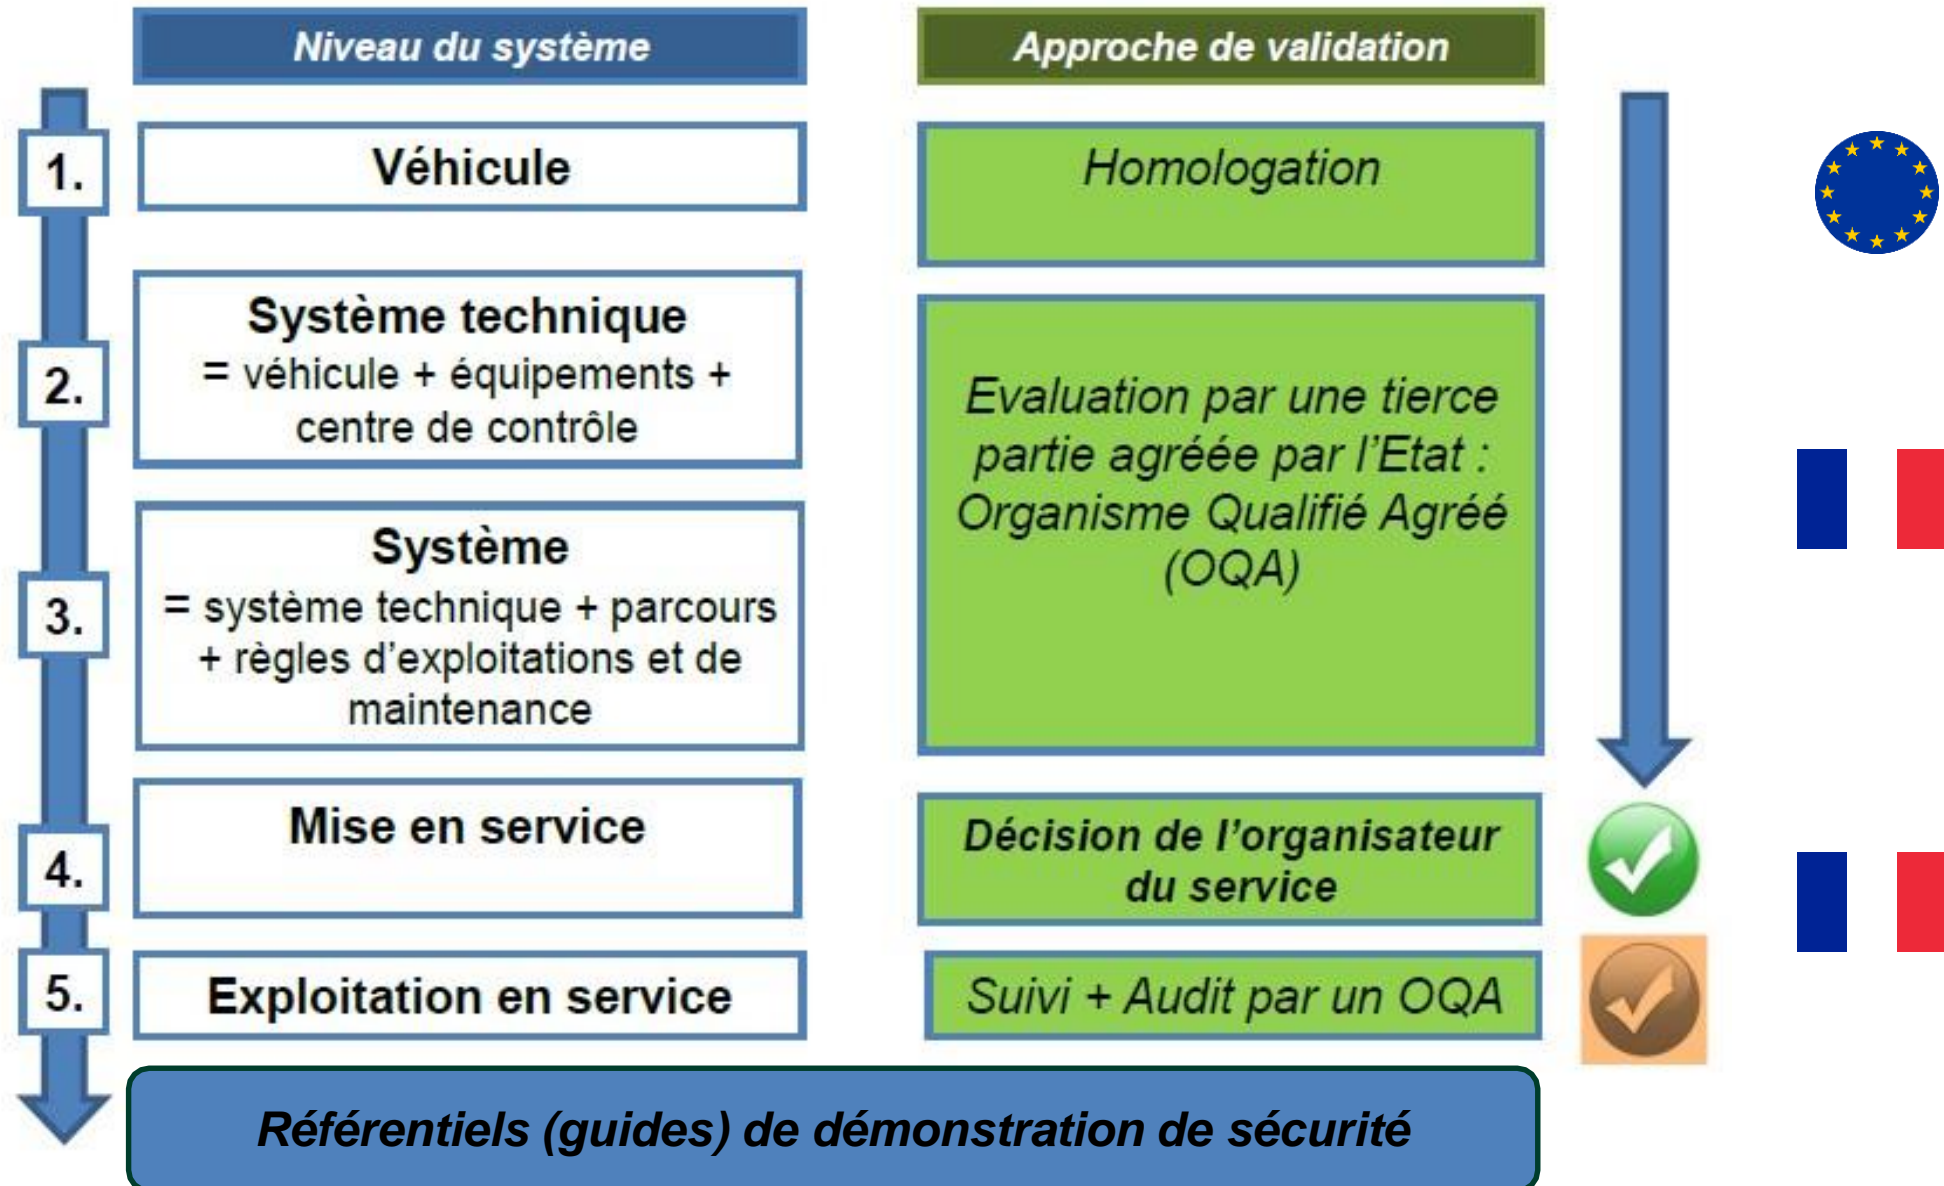 Niveau du système
Approche de validation
1.
Véhicule
Homologation
2.
Système technique
= véhicule + équipements +
centre de contrôle
Evaluation par une tierce
partie agréée par l'Etat :
Organisme Qualifié Agréé
(OQA)
3.
Système
= système technique + parcours
+ règles d'exploitations et de
maintenance
4.
Mise en service
Décision de l'organisateur
du service
5.
Exploitation en service
Suivi + Audit par un OQA
Référentiels (guides) de démonstration de sécurité